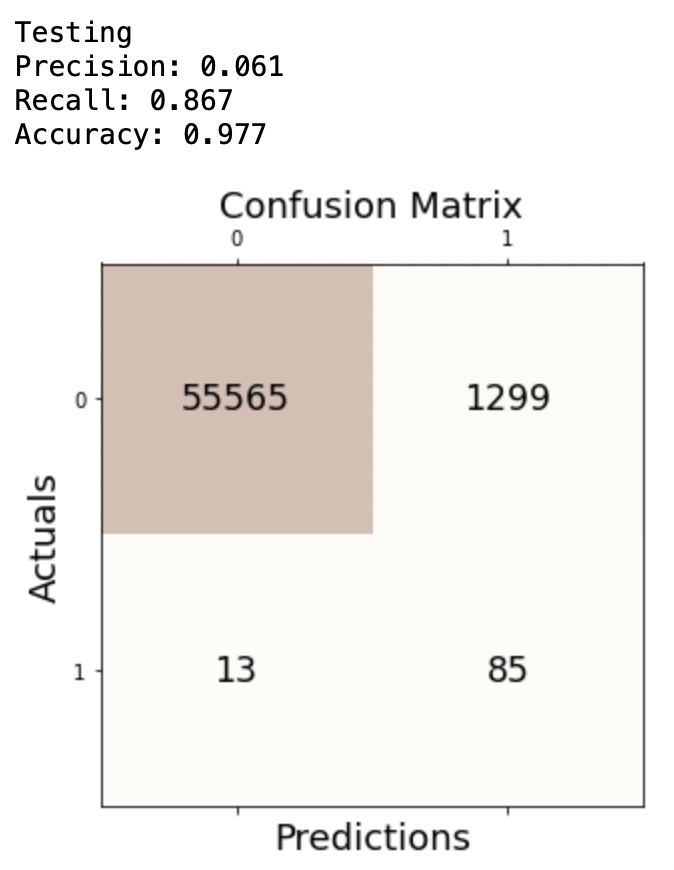 Testing
Precision: 0.061
Recall: 0.867
Accuracy: 0.977
Confusion Matrix
0 1
0 55565 1299
Actuals
1 13 85
Predictions